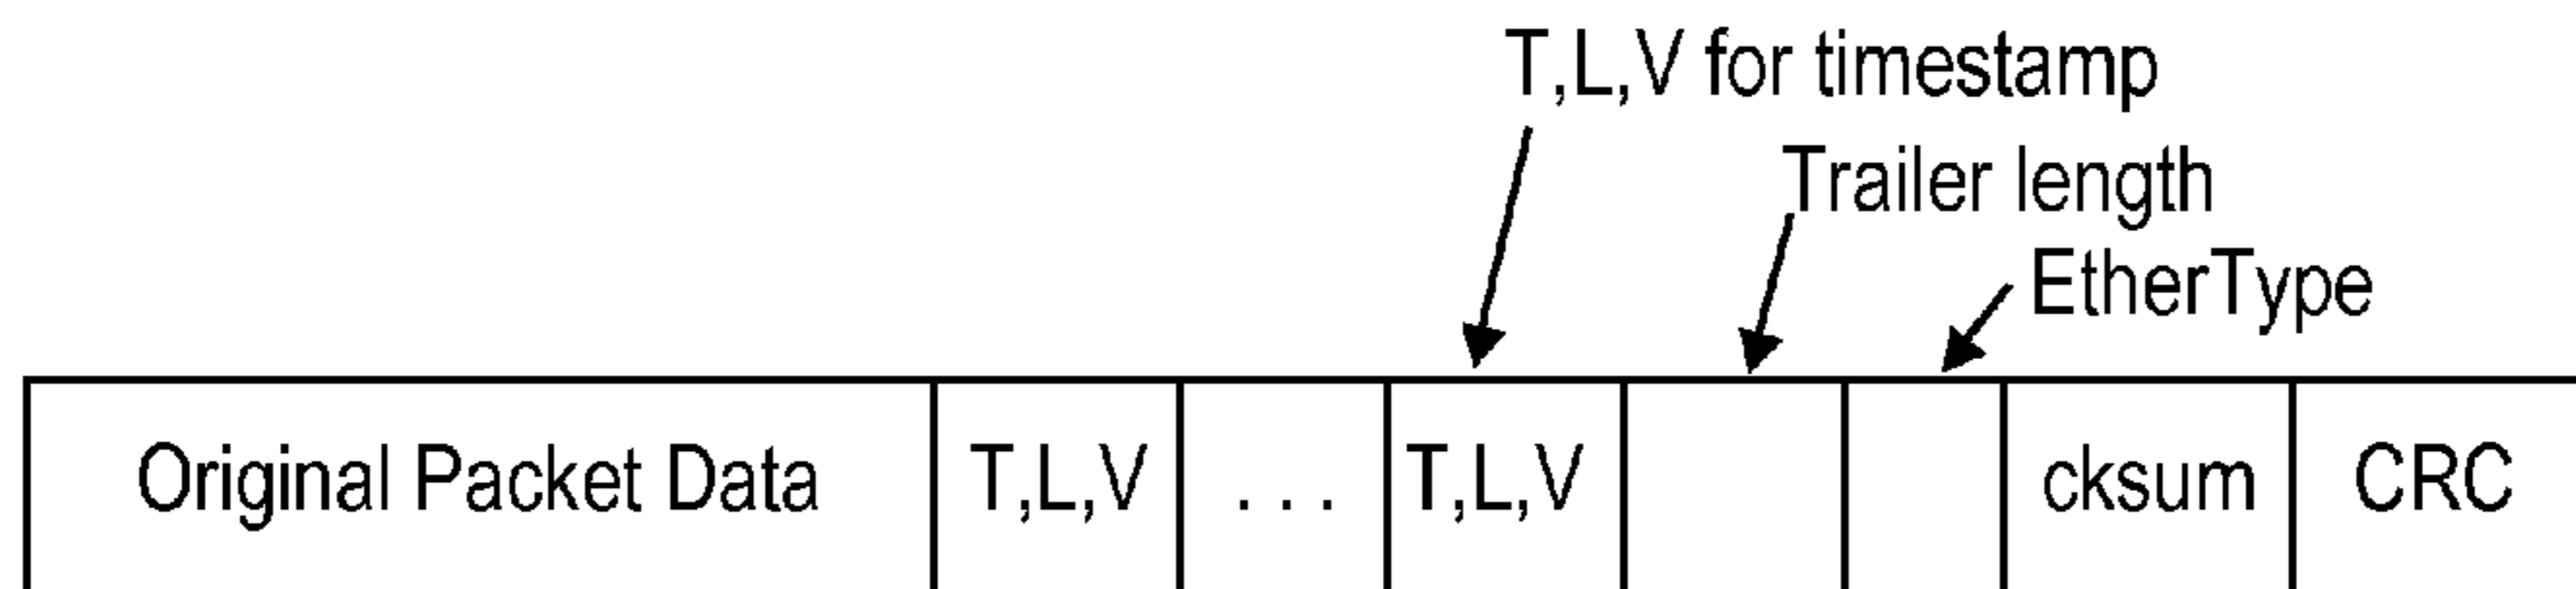 T,L,V for timestamp
Trailer length
EtherType
Original Packet Data T,L,V . . . T,L,V cksum CRC